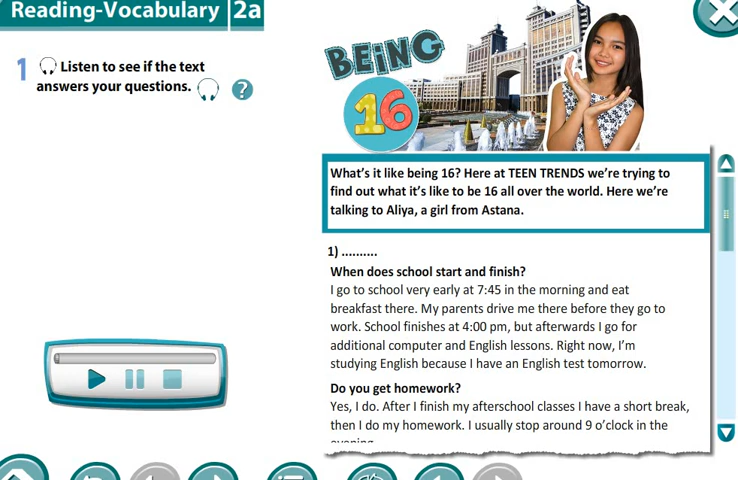 Reading-Vocabulary 2a
1 Listen to see if the text
answers your questions. ?
BEiNG
16
What's it like being 16? Here at TEEN TRENDS we're trying to
find out what it's like to be 16 all over the world. Here we're
talking to Aliya, a girl from Astana.
1) ..........
When does school start and finish?
I go to school very early at 7:45 in the morning and eat
breakfast there. My parents drive me there before they go to
work. School finishes at 4:00 pm, but afterwards I go for
additional computer and English lessons. Right now, I'm
studying English because I have an English test tomorrow.
Do you get homework?
Yes, I do. After I finish my afterschool classes I have a short break,
then I do my homework. I usually stop around 9 o'clock in the
evening.